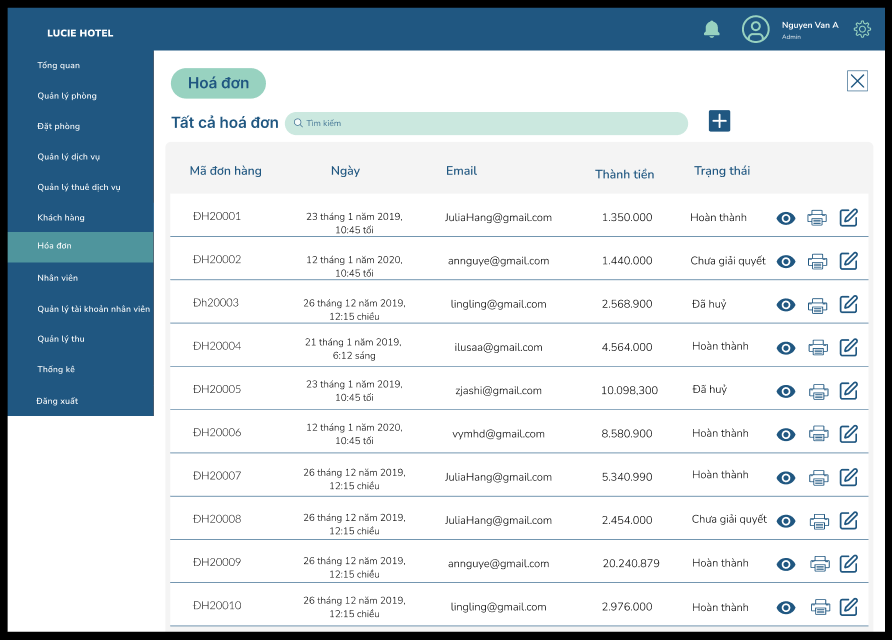 LUCIE HOTEL
Nguyen Van A
Admin
Tổng quan
Quản lý phòng
Đặt phòng
Quản lý dịch vụ
Quản lý thuê dịch vụ
Khách hàng
Hóa đơn
Nhân viên
Quản lý tài khoản nhân viên
Quản lý thu
Thống kê
Đăng xuất
Hoá đơn
Tất cả hoá đơn
Tìm kiếm
Mã đơn hàng Ngày Email Thành tiền Trạng thái
ĐH20001 23 tháng 1 năm 2019, JuliaHang@gmail.com 1.350.000 Hoàn thành
10:45 tối
ĐH20002 12 tháng 1 năm 2020, annguye@gmail.com 1.440.000 Chưa giải quyết
10:45 tối
Đh20003 26 tháng 12 năm 2019, lingling@gmail.com 2.568.900 Đã huỷ
12:15 chiều
ĐH20004 21 tháng 1 năm 2019, ilusaa@gmail.com 4.564.000 Hoàn thành
6:12 sáng
ĐH20005 23 tháng 1 năm 2019, zjashi@gmail.com 10.098,300 Đã huỷ
10:45 tối
ĐH20006 12 tháng 1 năm 2020, vymhd@gmail.com 8.580.900 Hoàn thành
10:45 tối
ĐH20007 26 tháng 12 năm 2019, JuliaHang@gmail.com 5.340.990 Hoàn thành
12:15 chiều
ĐH20008 26 tháng 12 năm 2019, JuliaHang@gmail.com 2.454.000 Chưa giải quyết
12:15 chiều
ĐH20009 26 tháng 12 năm 2019, annguye@gmail.com 20.240.879 Hoàn thành
12:15 chiều
ĐH20010 26 tháng 12 năm 2019, lingling@gmail.com 2.976.000 Hoàn thành
12:15 chiều